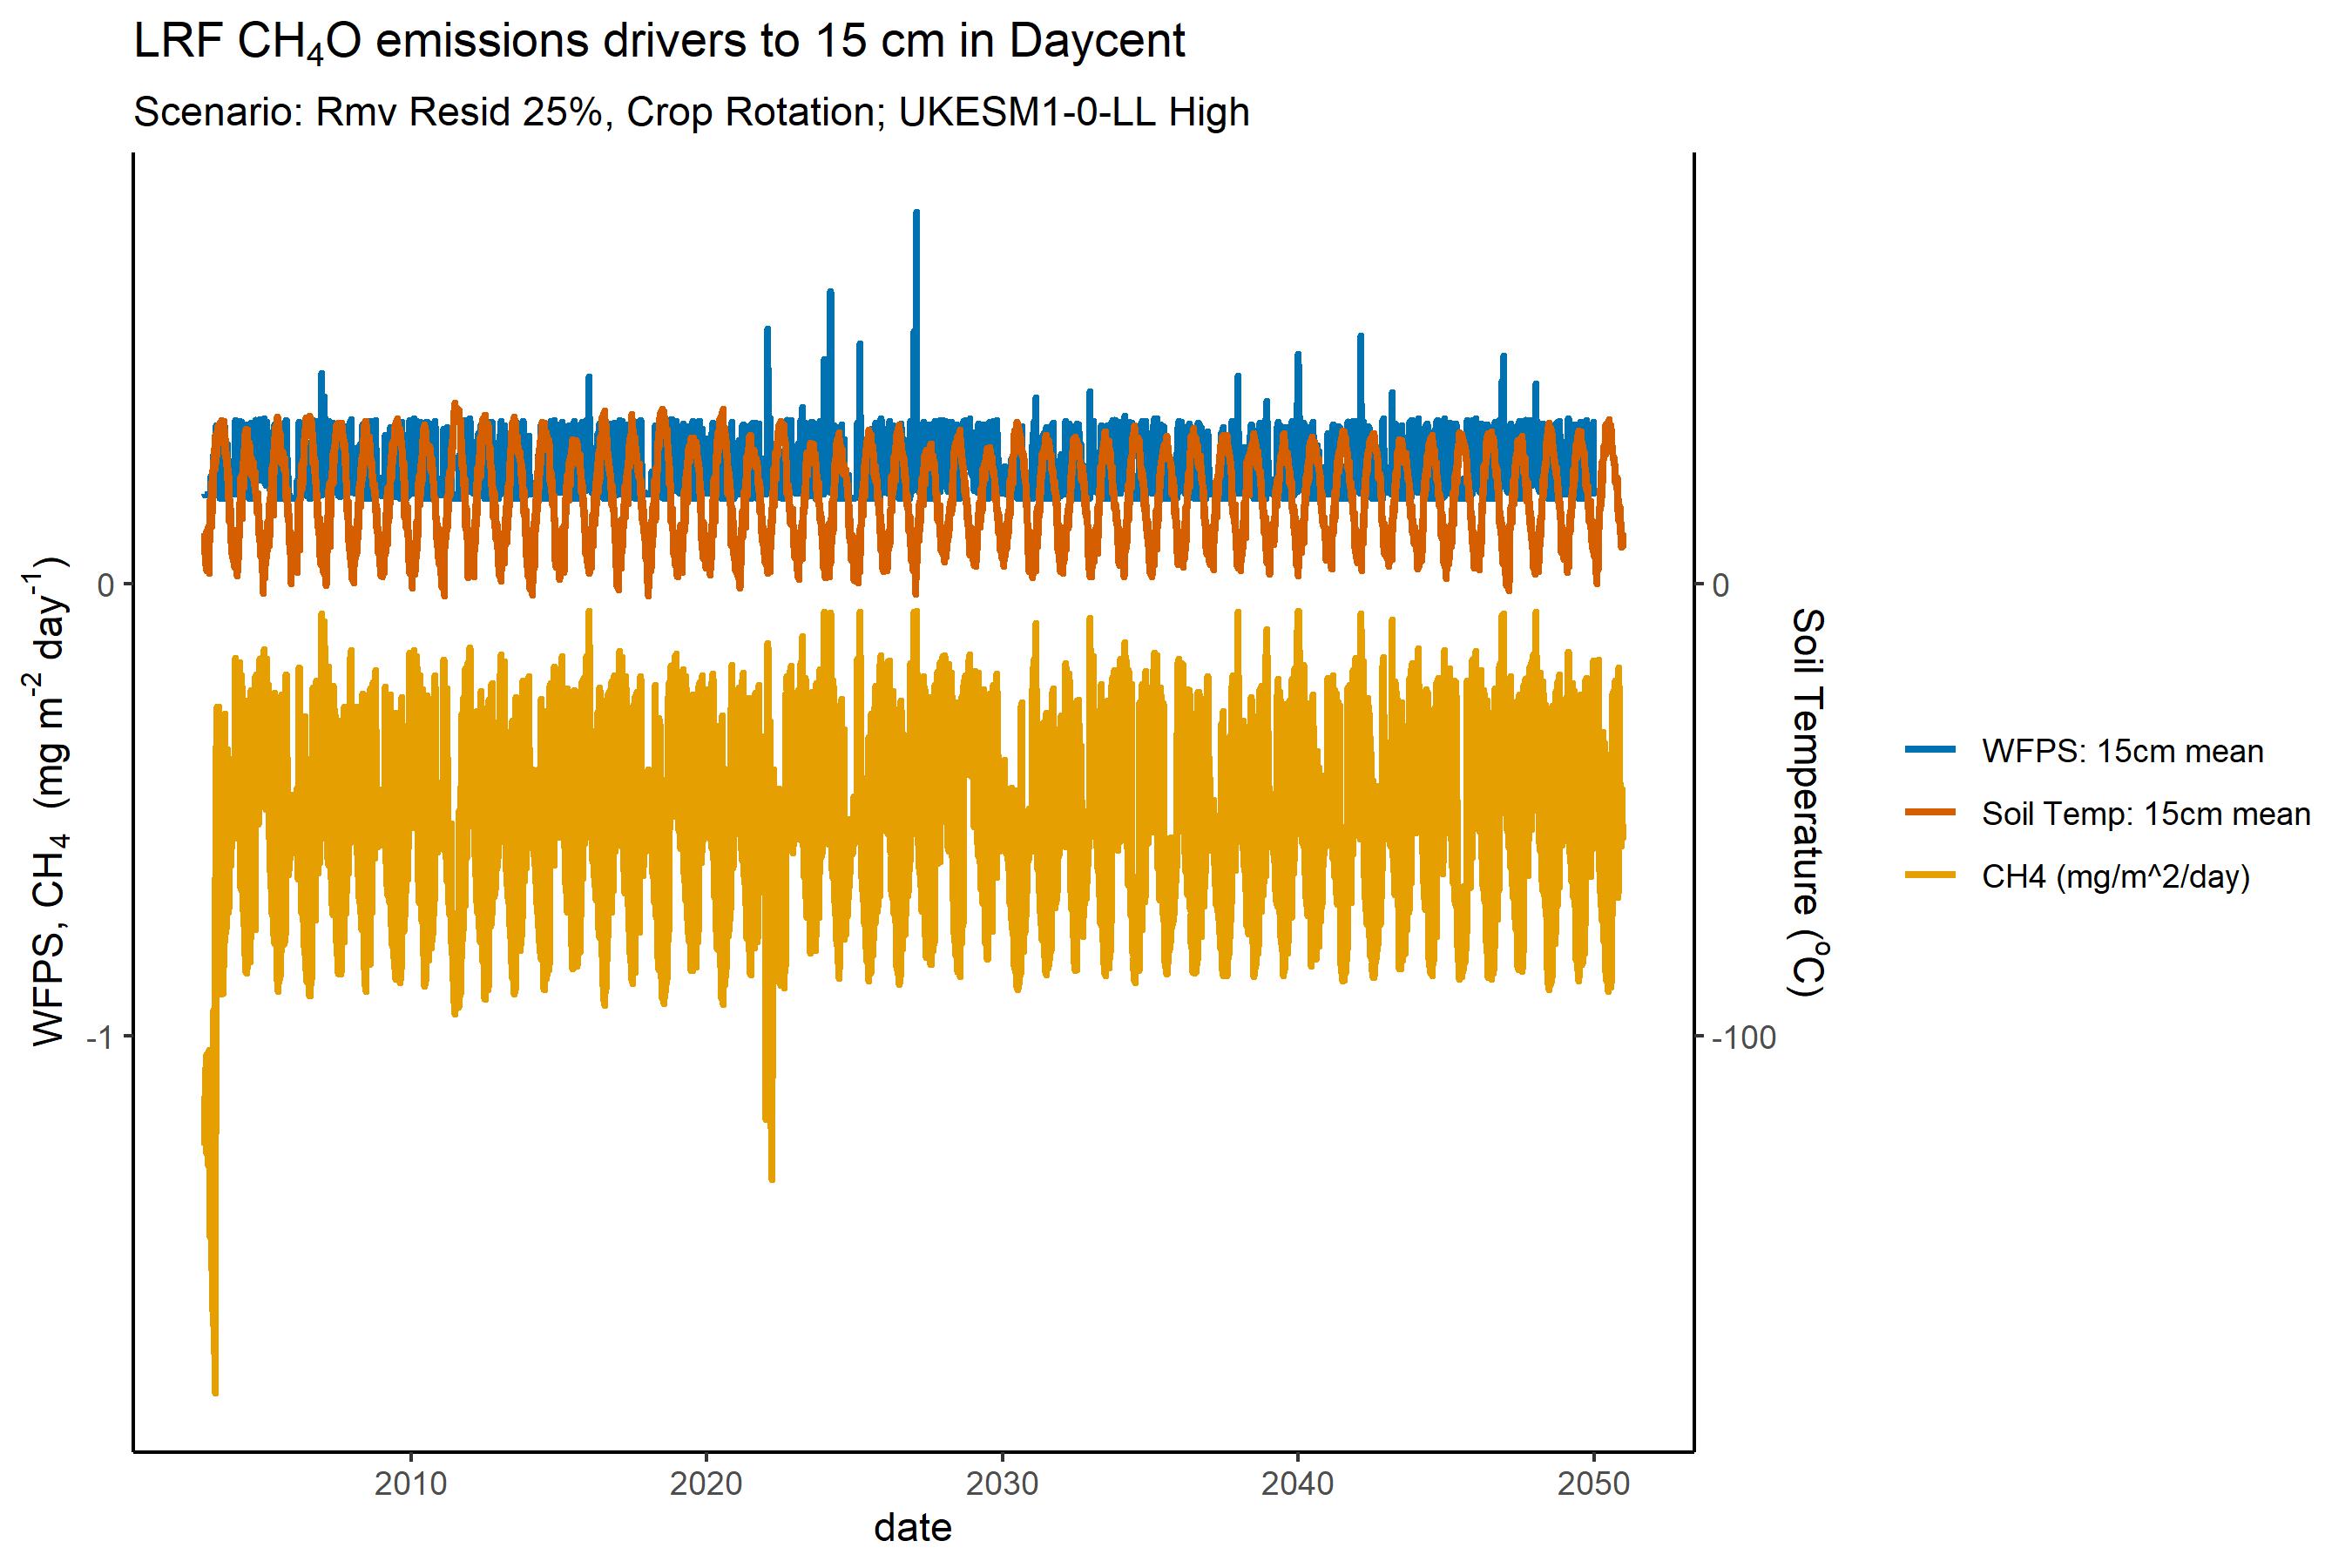 LRF CH₄O emissions drivers to 15 cm in Daycent
Scenario: Rmv Resid 25%, Crop Rotation; UKESM1-0-LL High
WFPS, CH₄ (mg m⁻² day⁻¹)
0
-1
0
-100
Soil Temperature (°C)
WFPS: 15cm mean
Soil Temp: 15cm mean
CH4 (mg/m^2/day)
2010 2020 2030 2040 2050
date